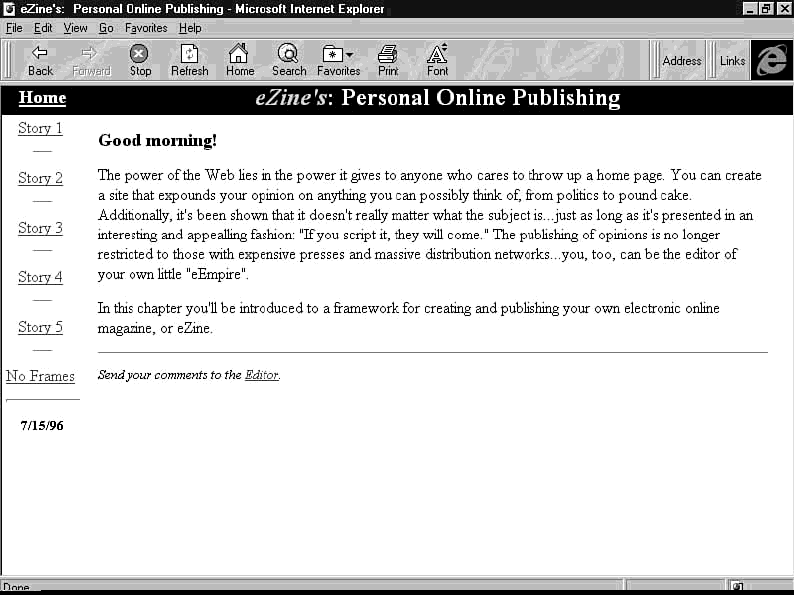 eZine's: Personal Online Publishing - Microsoft Internet Explorer
File Edit View Go Favorites Help
Back Forward Stop Refresh Home Search Favorites Print Font Address Links
Home
eZine's: Personal Online Publishing
Story 1
Story 2
Story 3
Story 4
Story 5
No Frames
7/15/96
Good morning!
The power of the Web lies in the power it gives to anyone who cares to throw up a home page. You can create
a site that expounds your opinion on anything you can possibly think of, from politics to pound cake.
Additionally, it's been shown that it doesn't really matter what the subject is...just as long as it's presented in an
interesting and appealling fashion: "If you script it, they will come." The publishing of opinions is no longer
restricted to those with expensive presses and massive distribution networks...you, too, can be the editor of
your own little "eEmpire".
In this chapter you'll be introduced to a framework for creating and publishing your own electronic online
magazine, or eZine.
Send your comments to the Editor.
Done